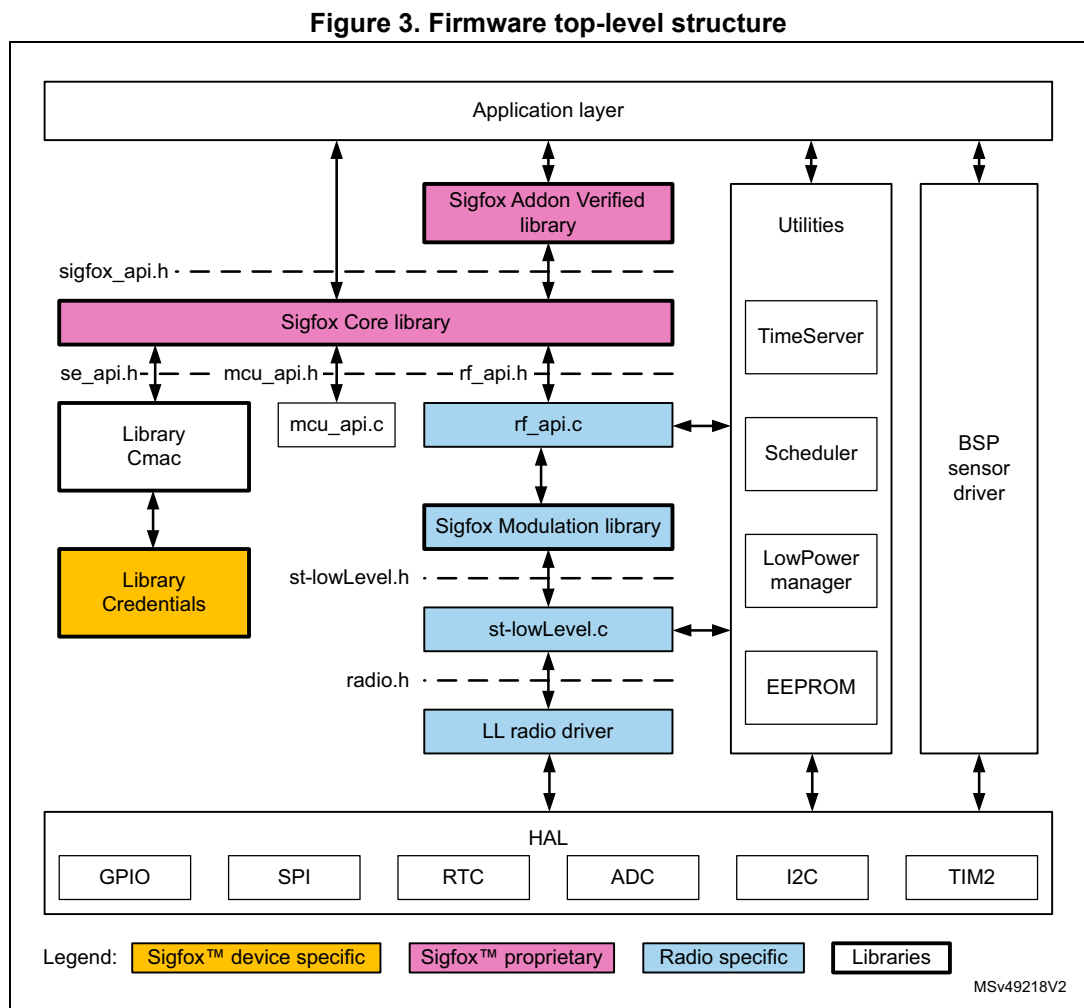 Figure 3. Firmware top-level structure
Application layer
Sigfox Addon Verified
library
Utilities
sigfox_api.h
Sigfox Core library
TimeServer
se_api.h
mcu_api.h
rf_api.h
Library
Cmac
mcu_api.c
rf_api.c
Scheduler
BSP
sensor
driver
Sigfox Modulation library
LowPower
manager
Library
Credentials
st-lowLevel.h
st-lowLevel.c
radio.h
EEPROM
LL radio driver
HAL
GPIO
SPI
RTC
ADC
I2C
TIM2
Legend:
Sigfox™ device specific
Sigfox™ proprietary
Radio specific
Libraries
MSv49218V2